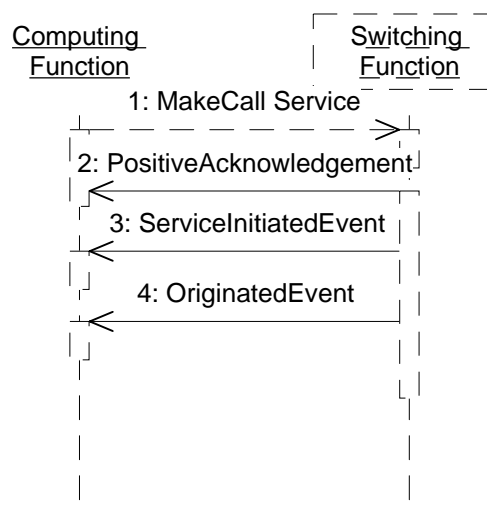 Computing
Function
Switching
Function
1: MakeCall Service
2: PositiveAcknowledgement
3: ServiceInitiatedEvent
4: OriginatedEvent